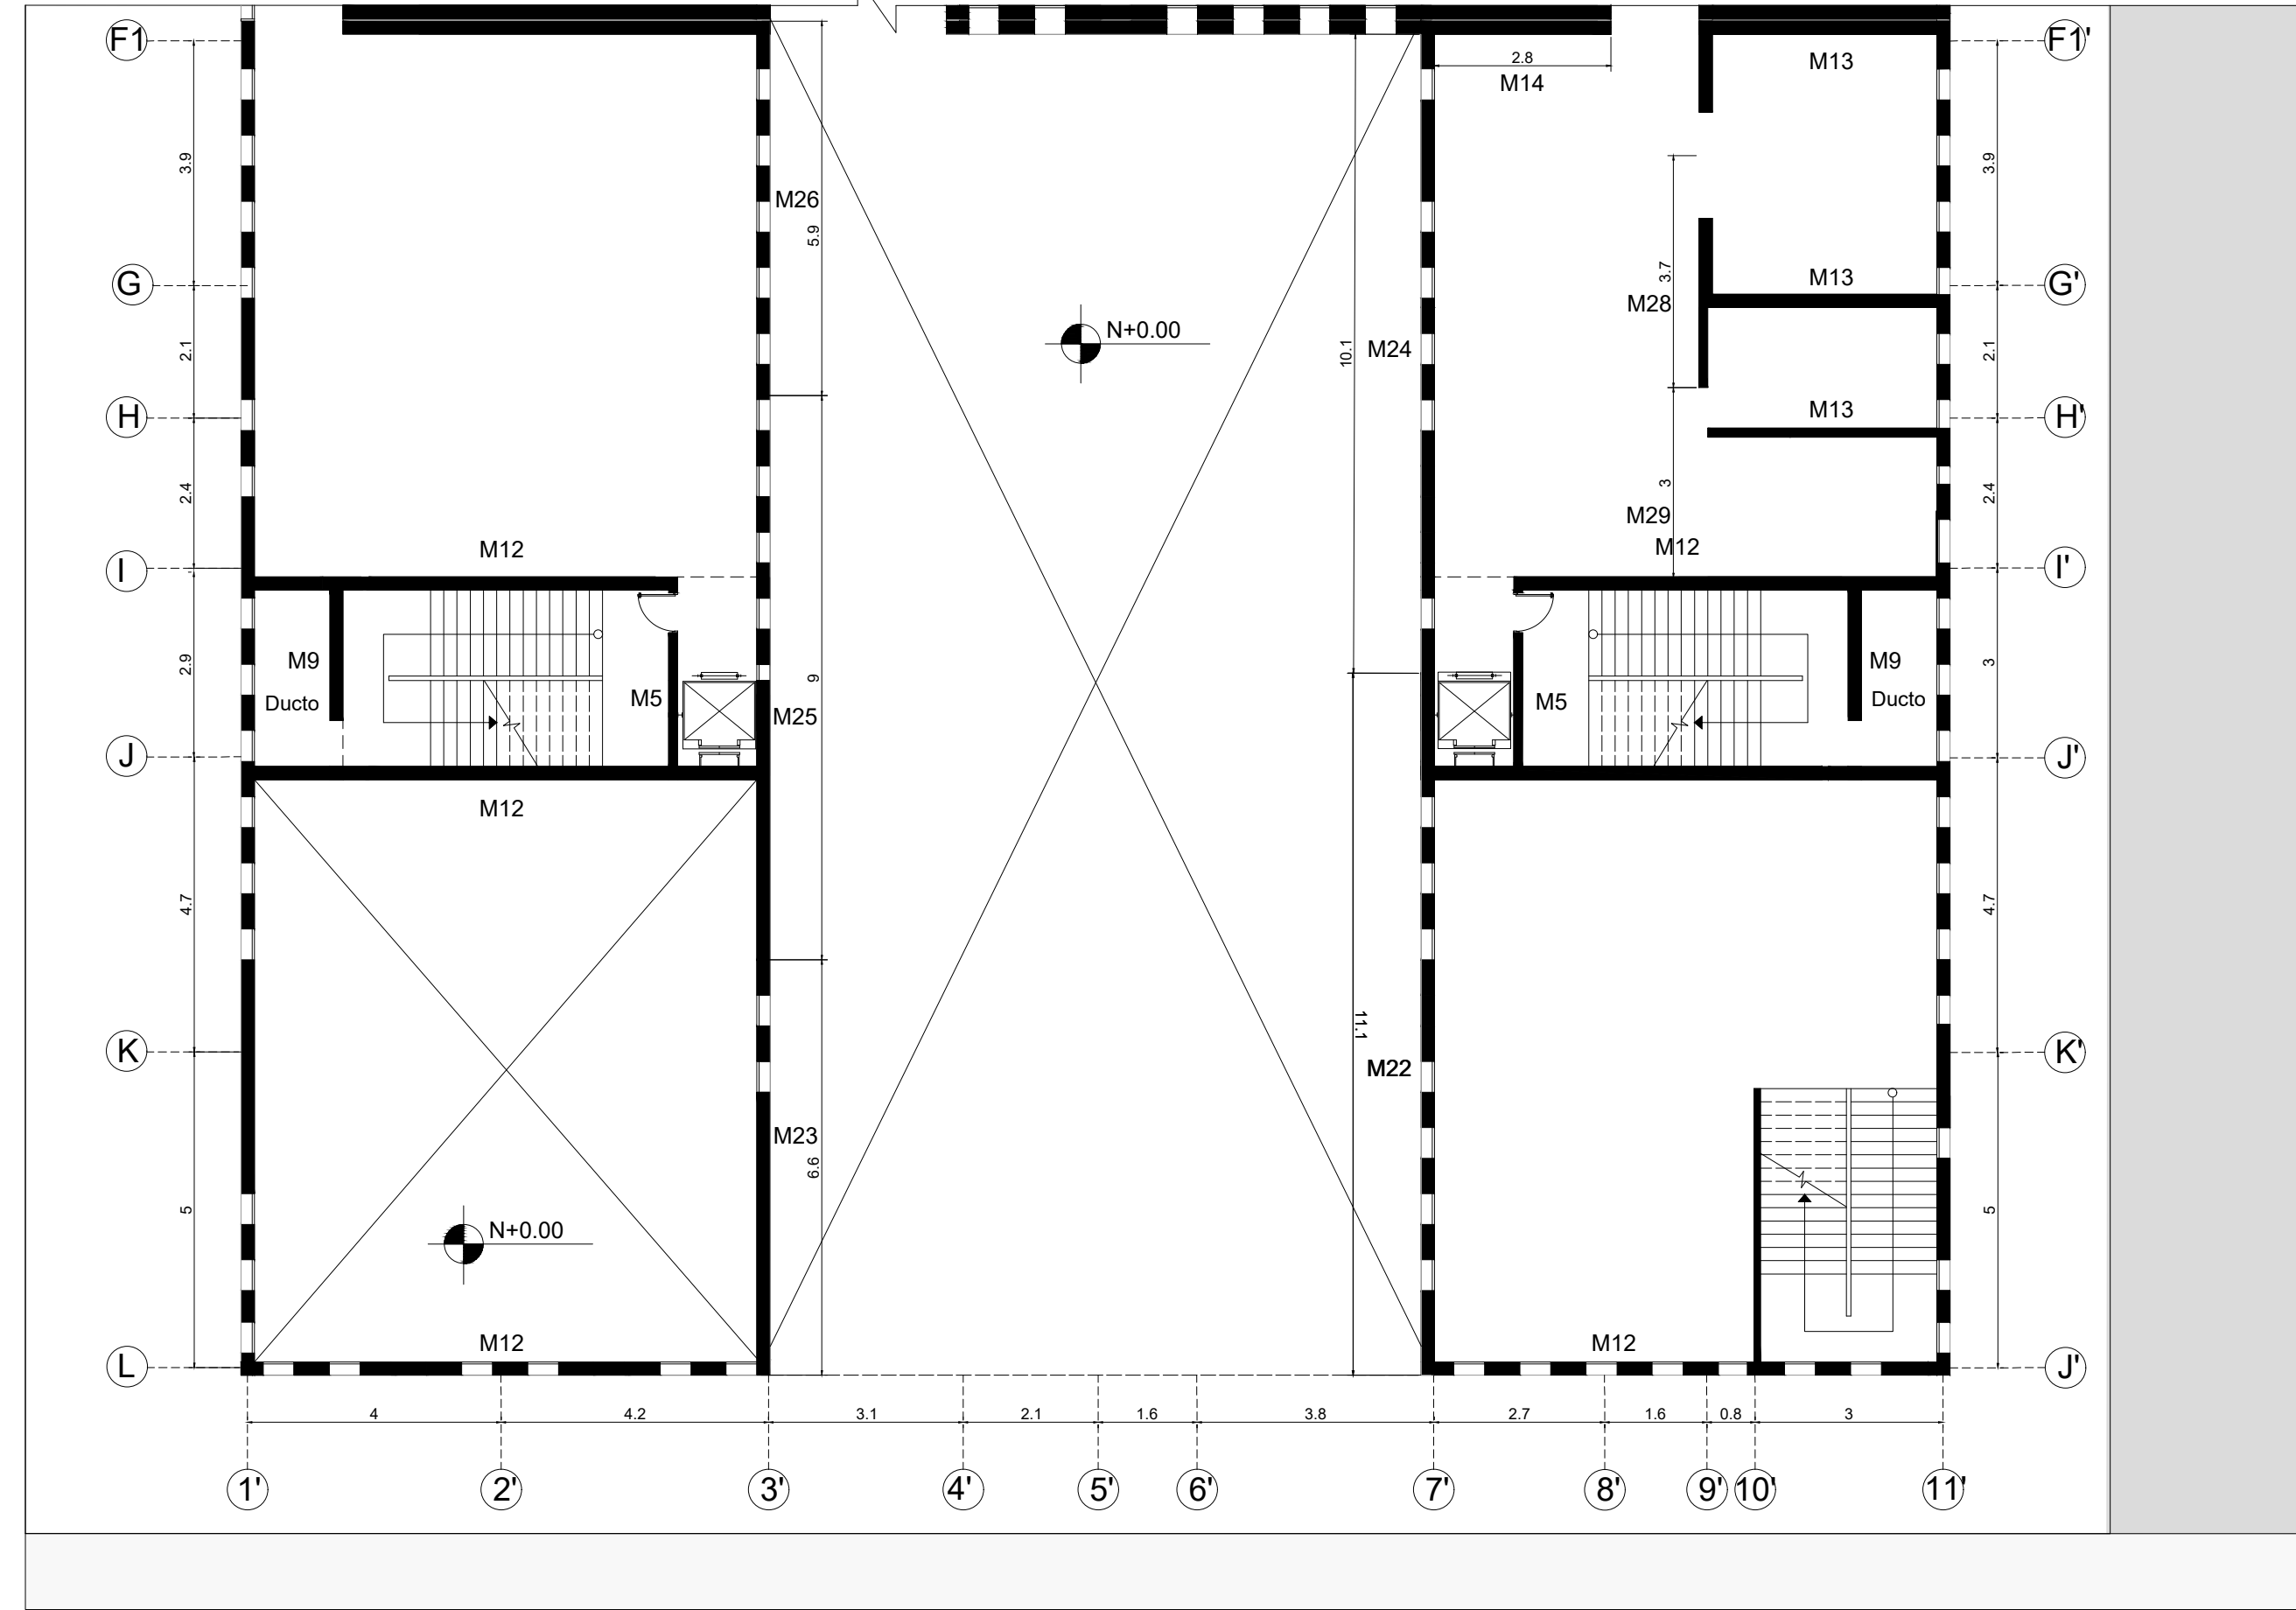 F1
F1'
M13
2.8
M14
3.9
3.9
M26
5.9
3.7
M13
G
G'
M28
N+0.00
2.1
10.1
M24
2.1
H
M13
H'
2.4
3
2.4
M29
M12
M12
I
I'
2.9
M9
M9
3
9
M5
M5
Ducto
Ducto
M25
J
J'
M12
4.7
4.7
11.1
K
K'
M22
M23
6.6
5
5
N+0.00
M12
M12
L
J'
4
4.2
3.1
2.1
1.6
3.8
2.7
1.6
0.8
3
1'
2'
3'
4'
5'
6'
7'
8'
9'
10'
11'